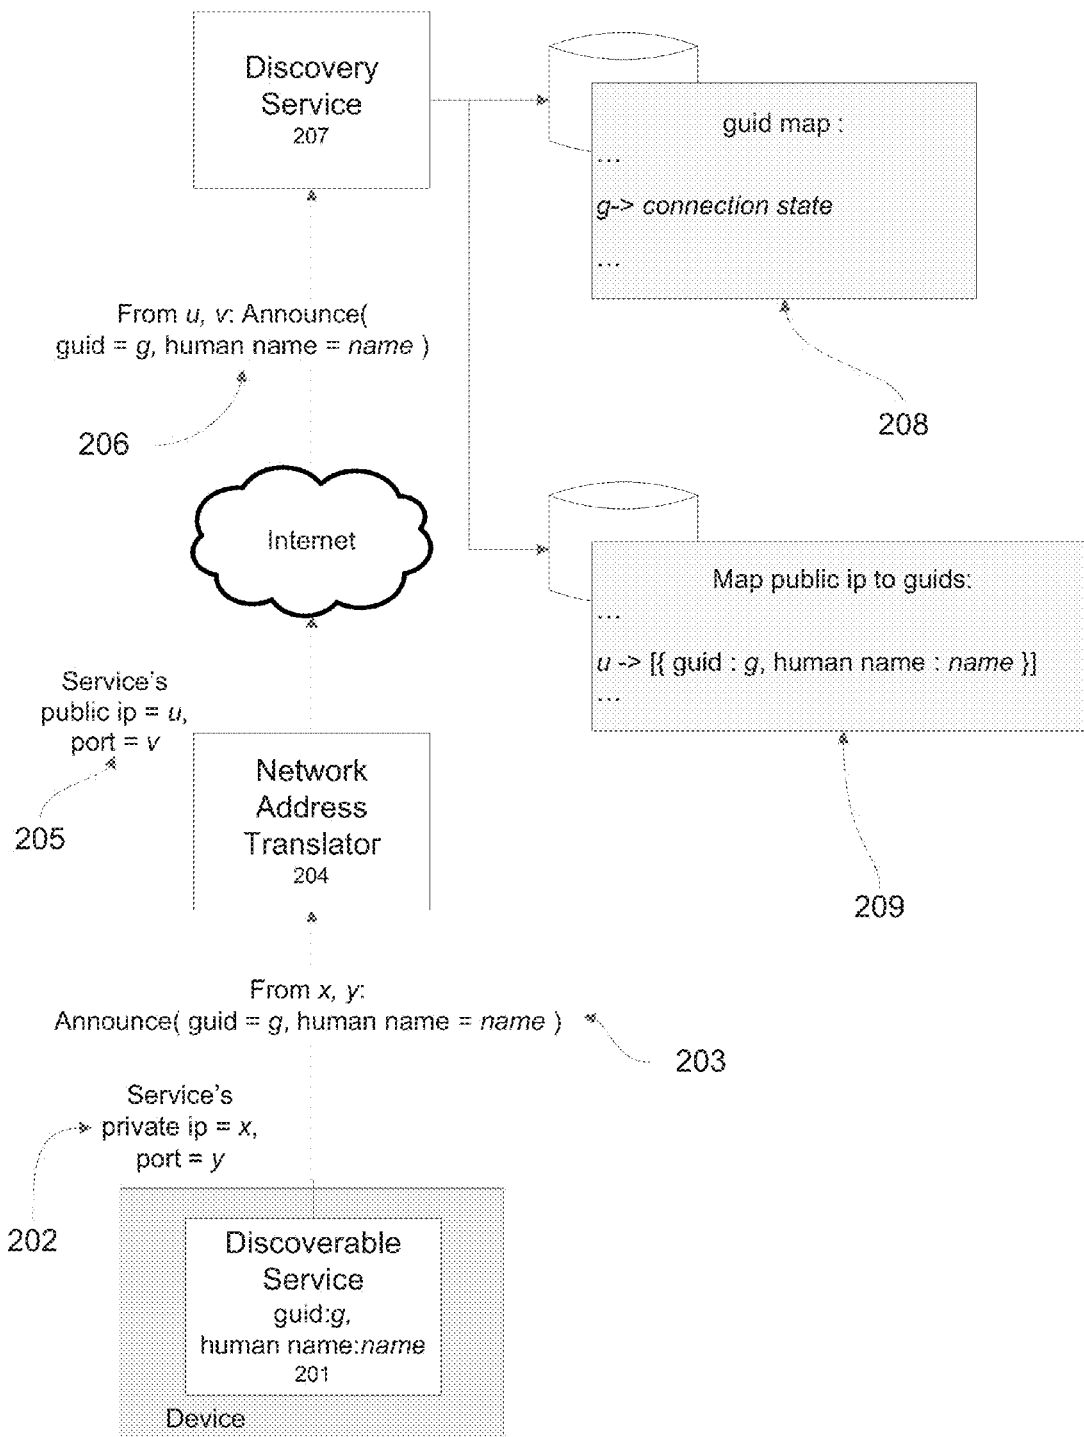 Discovery
Service
207
guid map :
...
g-> connection state
...
From u, v: Announce(
guid = g, human name = name )
206
208
Internet
Map public ip to guids:
...
u -> [{ guid : g, human name : name }]
...
Service's
public ip = u,
port = v
205
Network
Address
Translator
204
209
From x, y:
Announce( guid = g, human name = name )
203
Service's
private ip = x,
port = y
202
Discoverable
Service
guid:g,
human name:name
201
Device